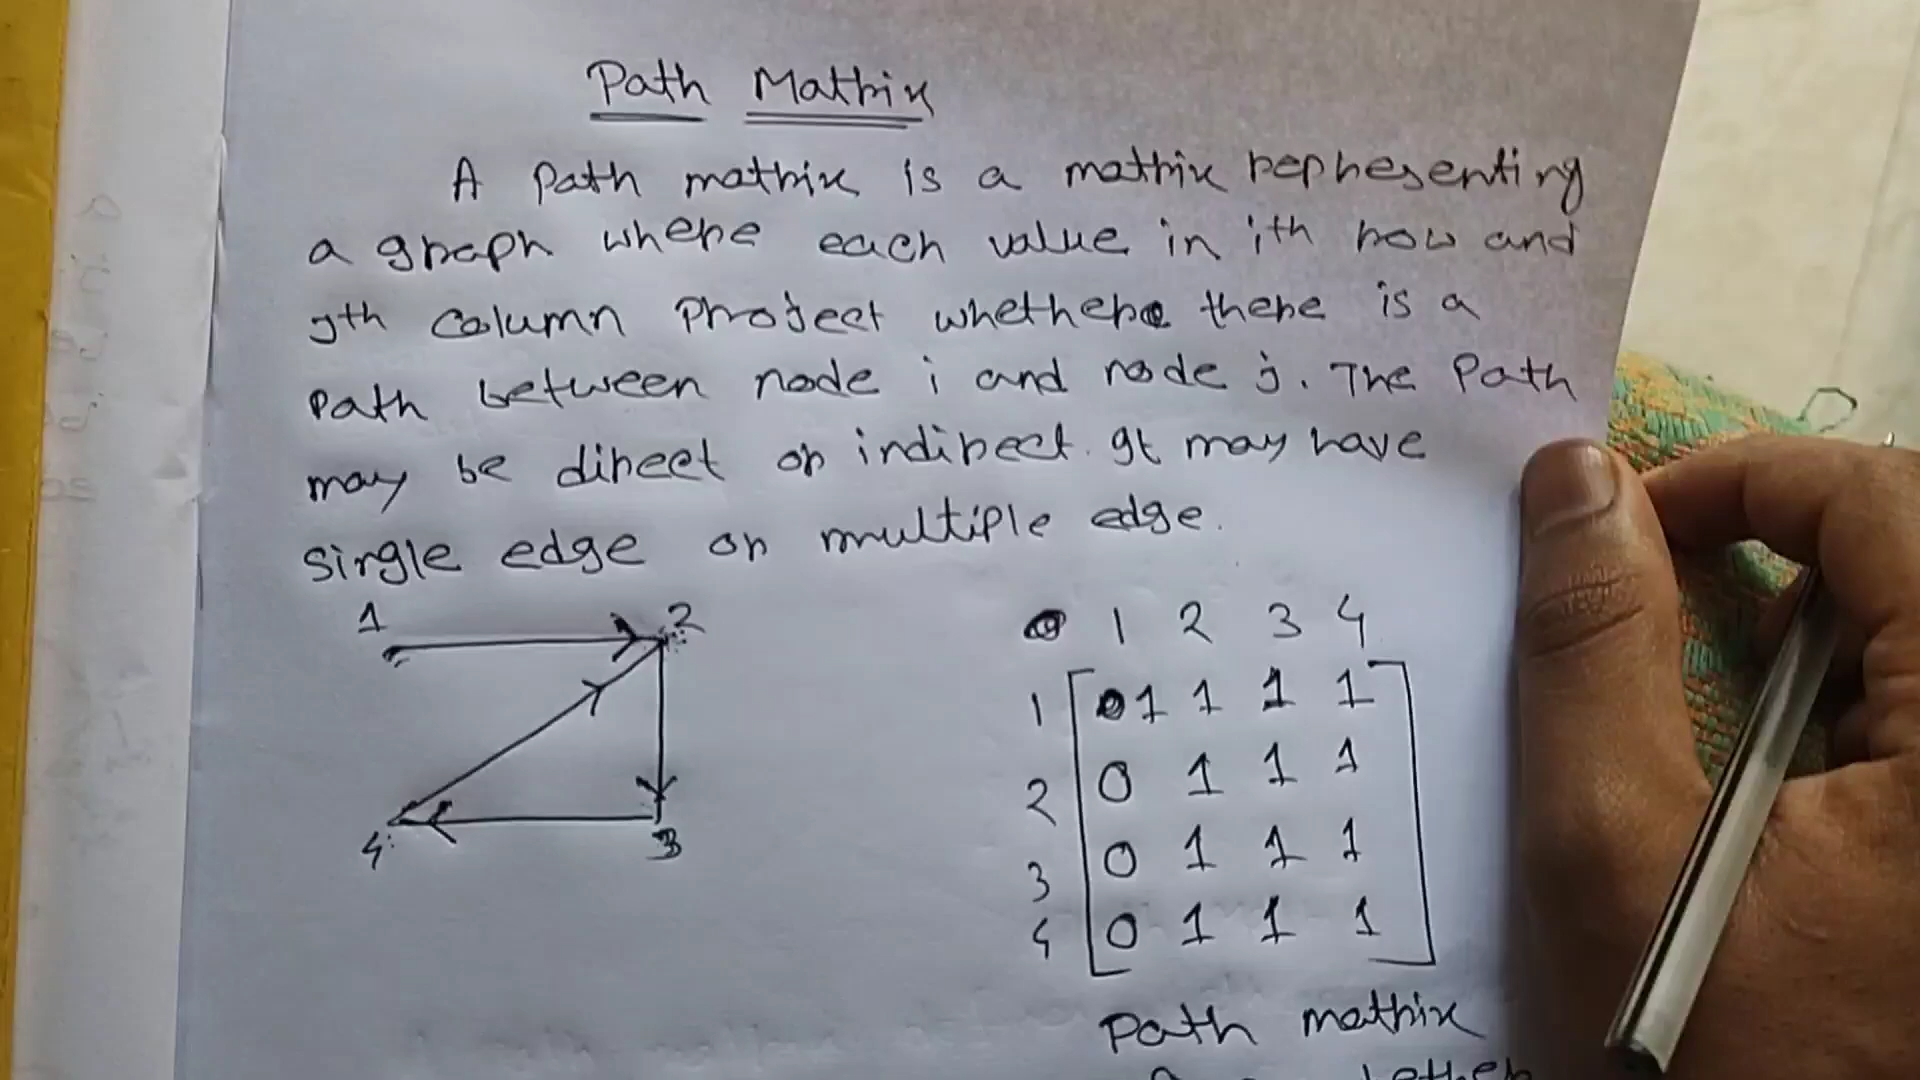 Path Matrix
A path matrix is a matrix representing
a graph where each value in ith row and
jth column project whether there is a
path between node i and node j. The Path
may be direct or indirect. It may have
single edge or multiple edge.
1 2
4 3
1 2 3 4
1 1 1 1 1
2 0 1 1 1
3 0 1 1 1
4 0 1 1 1
Path matrix